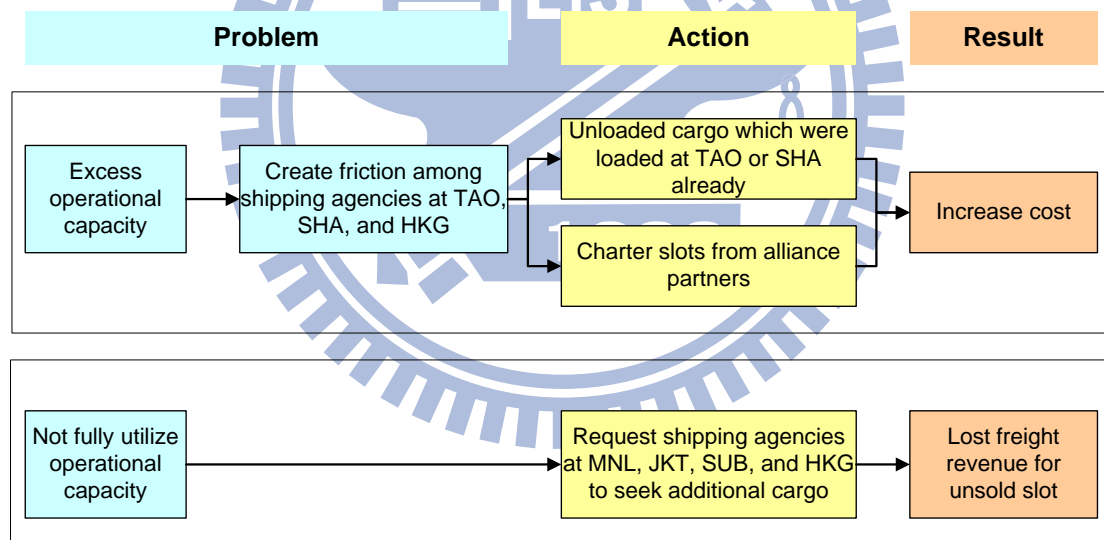 Problem
Action
Result
Excess
operational
capacity
Create friction among
shipping agencies at TAO,
SHA, and HKG
Unloaded cargo which were
loaded at TAO or SHA
already
Charter slots from alliance
partners
Increase cost
Not fully utilize
operational
capacity
Request shipping agencies
at MNL, JKT, SUB, and HKG
to seek additional cargo
Lost freight
revenue for
unsold slot